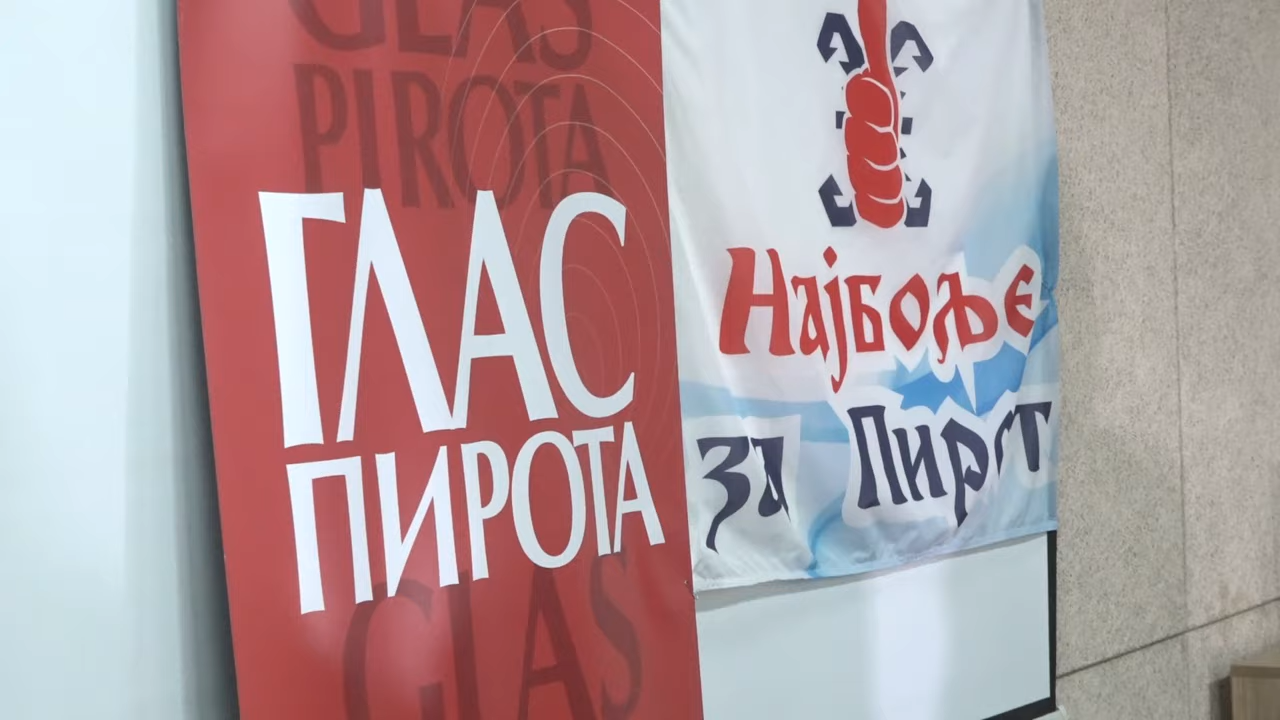 GLAS
PIROTA
ГЛАС
ПИРОТА
GLAS
Најбоље
за Пирот